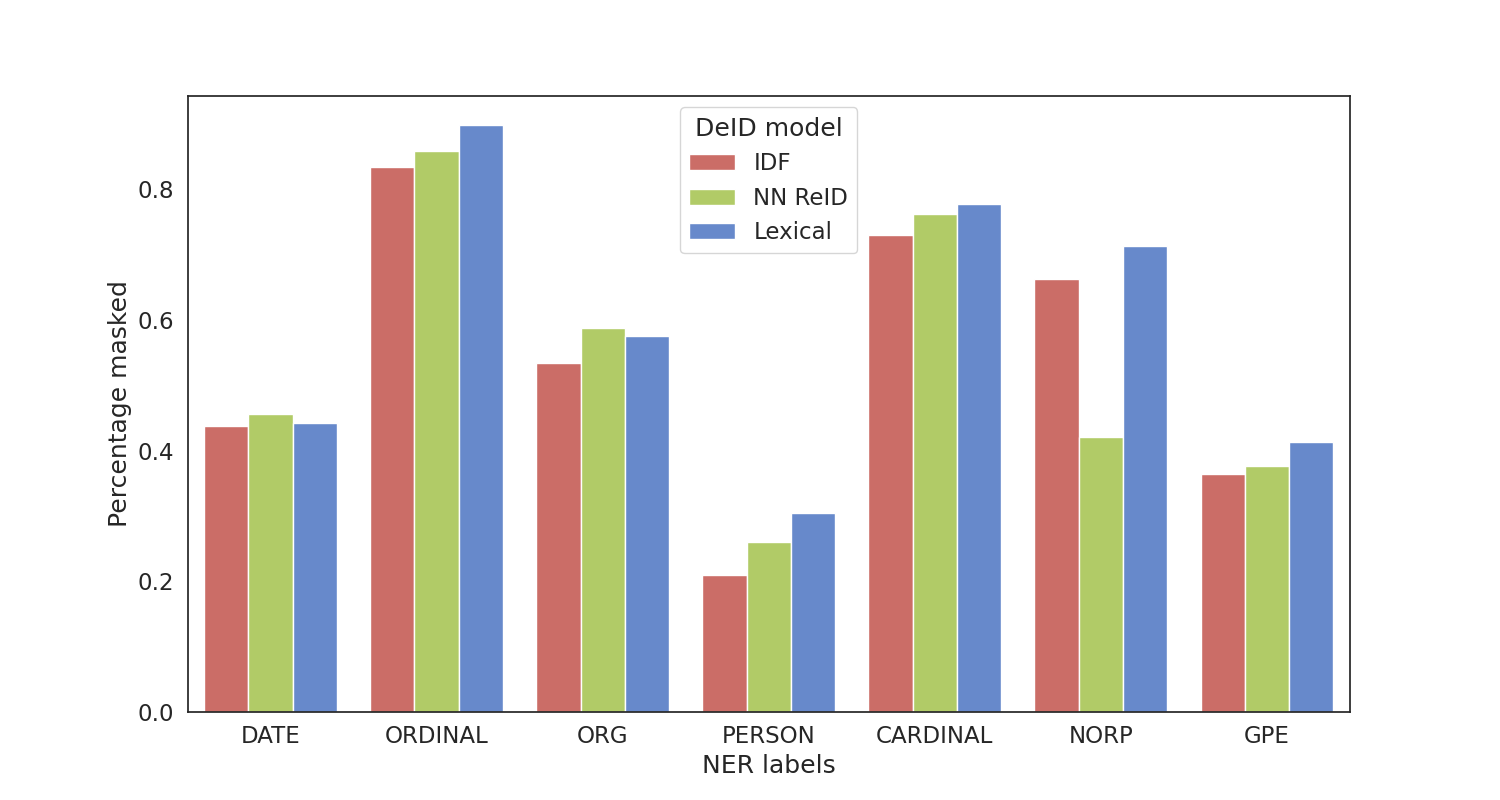 DeID model
IDF
NN ReID
Lexical
Percentage masked
0.8
0.6
0.4
0.2
0.0
DATE ORDINAL ORG PERSON CARDINAL NORP GPE
NER labels